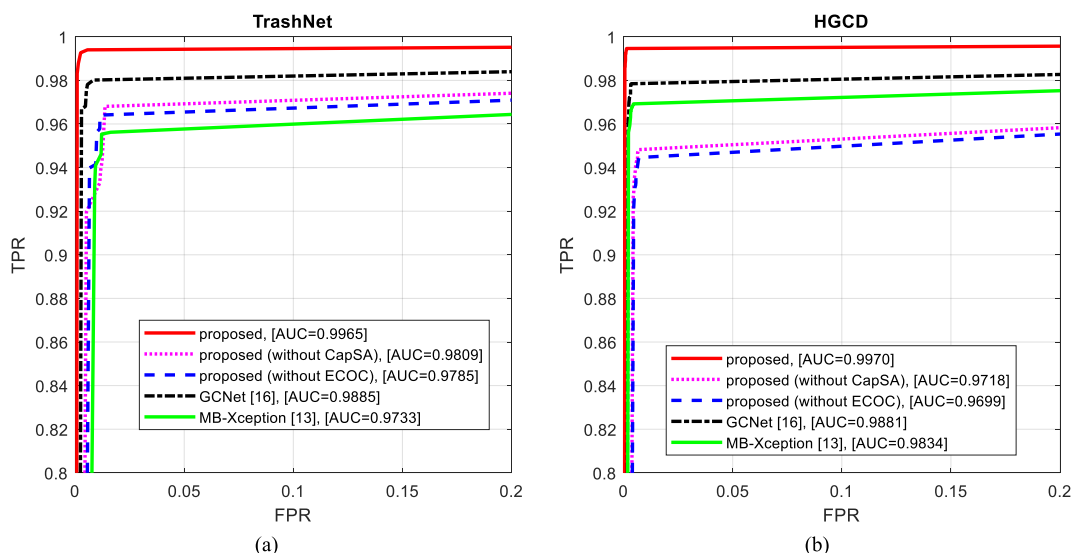 TrashNet
1
0.98
0.96
0.94
0.92
0.9
0.88
0.86
0.84
0.82
0.8
TPR
proposed, [AUC=0.9965]
proposed (without CapSA), [AUC=0.9809]
proposed (without ECOC), [AUC=0.9785]
GCNet [16], [AUC=0.9885]
MB-Xception [13], [AUC=0.9733]
0 0.05 0.1 0.15 0.2
FPR
(a)
HGCD
1
0.98
0.96
0.94
0.92
0.9
0.88
0.86
0.84
0.82
0.8
TPR
proposed, [AUC=0.9970]
proposed (without CapSA), [AUC=0.9718]
proposed (without ECOC), [AUC=0.9699]
GCNet [16], [AUC=0.9881]
MB-Xception [13], [AUC=0.9834]
0 0.05 0.1 0.15 0.2
FPR
(b)